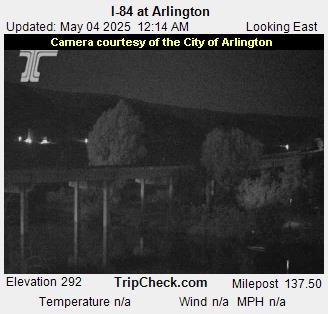 I-84 at Arlington
Updated: May 04 2025 12:14 AM Looking East
Camera courtesy of the City of Arlington
Elevation 292 TripCheck.com Milepost 137.50
Temperature n/a Wind n/a MPH n/a